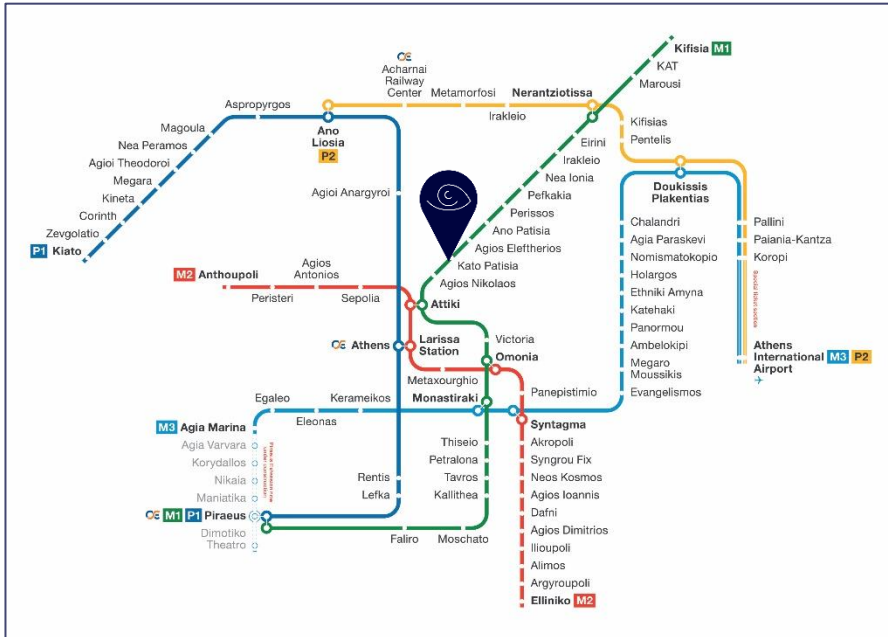 Kifisia M1
KAT
Marousi
OE
Acharnai
Railway
Center
Metamorfosi
Nerantziotissa
Irakleio
Aspropyrgos
Ano
Liosia
P2
Magoula
Nea Peramos
Agioi Theodoroi
Megara
Kineta
Corinth
Zevgolatio
P1 Kiato
Agioi Anargyroi
Kifisias
Pentelis
Eirini
Irakleio
Nea Ionia
Pefkakia
Perissos
Ano Patisia
Agios Eleftherios
Kato Patisia
Agios Nikolaos
Attiki
Doukissis
Plakentias
Chalandri
Agia Paraskevi
Nomismatokopio
Holargos
Ethniki Amyna
Katehaki
Panormou
Ambelokipi
Megaro
Moussikis
Evangelismos
Pallini
Paiania-Kantza
Koropi
Athens
International
Airport
M3 P2
M2 Anthoupoli
Peristeri
Agios
Antonios
Sepolia
OE Athens
Larissa
Station
Victoria
Omonia
Metaxourghio
Monastiraki
Panepistimio
Syntagma
Egaleo
Eleonas
Kerameikos
M3 Agia Marina
Agia Varvara
Korydallos
Nikaia
Maniatika
OE M1 P1 Piraeus
Dimotiko
Theatro
Rentis
Lefka
Thiseio
Petralona
Tavros
Kallithea
Faliro
Moschato
Akropoli
Syngrou Fix
Neos Kosmos
Agios Ioannis
Dafni
Agios Dimitrios
Ilioupoli
Alimos
Argyroupoli
Elliniko M2